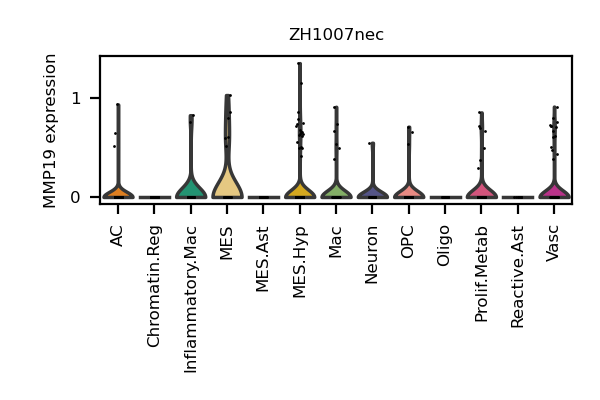 ZH1007nec
MMP19 expression
1
0
AC
Chromatin.Reg
Inflammatory.Mac
MES
MES.Ast
MES.Hyp
Mac
Neuron
OPC
Oligo
Prolif.Metab
Reactive.Ast
Vasc